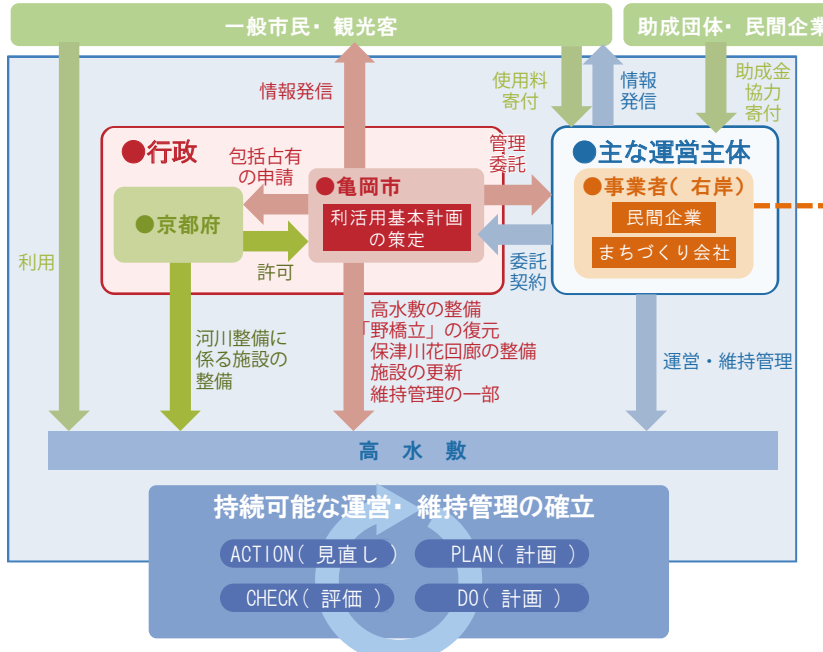 一般市民・観光客
助成団体・民間企業
情報発信
使用料
寄付
情報
発信
助成金
協力
寄付
●行政
包括占有
の申請
管理
委託
●主な運営主体
●亀岡市
●事業者( 右岸)
●京都府
利活用基本計画
の策定
民間企業
まちづくり会社
利用
許可
委託
契約
河川整備に
係る施設の
整備
高水敷の整備
「野橋立」の復元
保津川花回廊の整備
施設の更新
維持管理の一部
運営・維持管理
高 水 敷
持続可能な運営・維持管理の確立
ACTION( 見直し )
PLAN( 計画 )
CHECK( 評価 )
DO( 計画 )